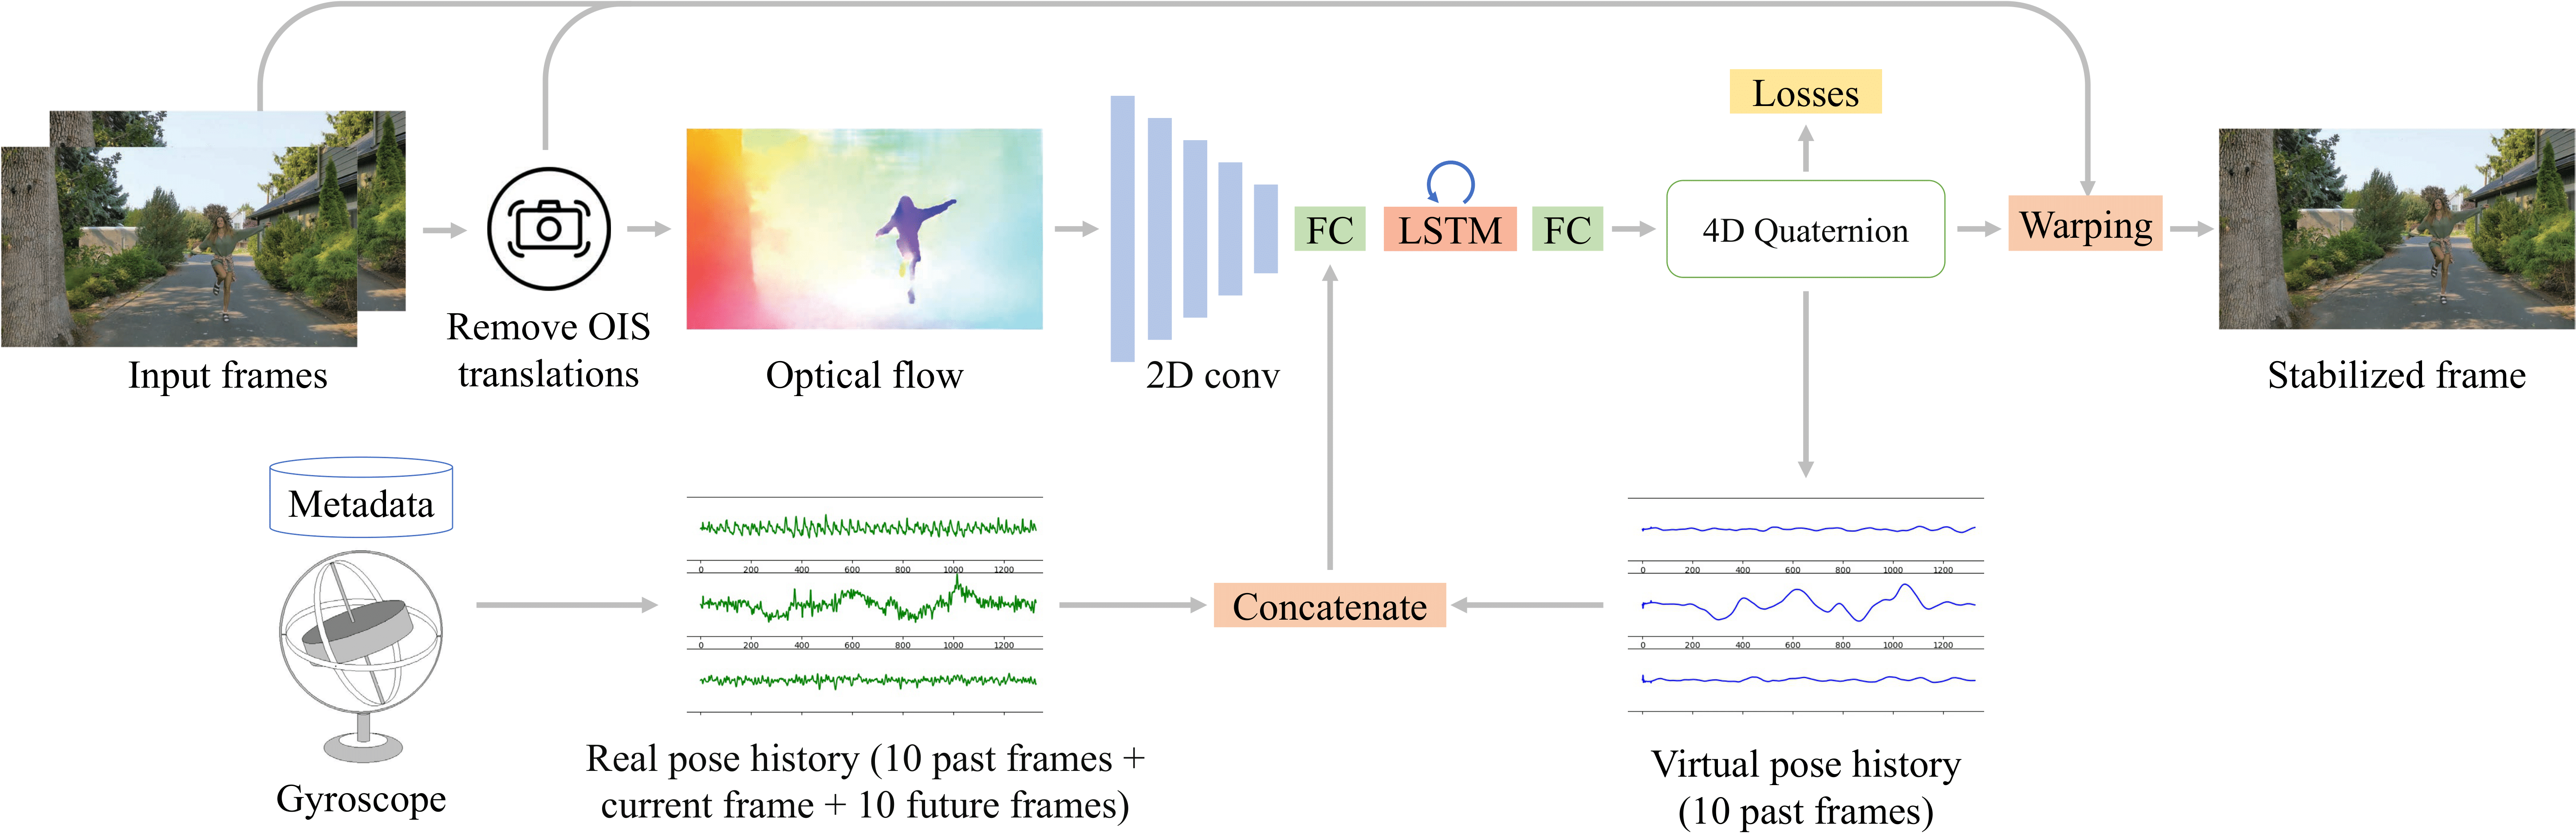 Losses
FC
LSTM
FC
4D Quaternion
Warping
Remove OIS
translations
Input frames
Optical flow
2D conv
Stabilized frame
Metadata
0 200 400 600 800 1000 1200
0 200 400 600 800 1000 1200
0 200 400 600 800 1000 1200
0 200 400 600 800 1000 1200
Concatenate
Gyroscope
Real pose history (10 past frames +
current frame + 10 future frames)
Virtual pose history
(10 past frames)